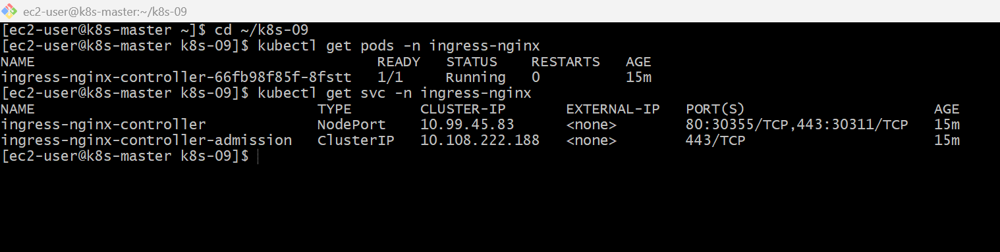 ec2-user@k8s-master:~/k8s-09
[ec2-user@k8s-master ~]$ cd ~/k8s-09
[ec2-user@k8s-master k8s-09]$ kubectl get pods -n ingress-nginx
NAME                                        READY   STATUS    RESTARTS   AGE
ingress-nginx-controller-66fb98f85f-8fstt   1/1     Running   0          15m
[ec2-user@k8s-master k8s-09]$ kubectl get svc -n ingress-nginx
NAME                                 TYPE        CLUSTER-IP       EXTERNAL-IP   PORT(S)                      AGE
ingress-nginx-controller             NodePort    10.99.45.83      <none>        80:30355/TCP,443:30311/TCP   15m
ingress-nginx-controller-admission   ClusterIP   10.108.222.188   <none>        443/TCP                      15m
[ec2-user@k8s-master k8s-09]$